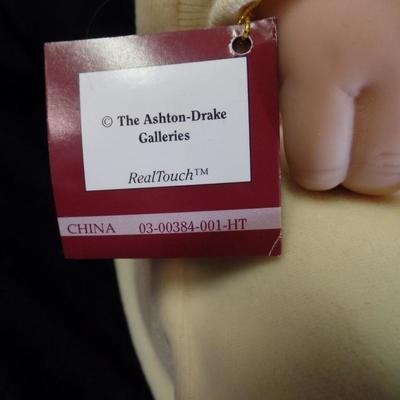 © The Ashton-Drake
Galleries
RealTouch™
CHINA 03-00384-001-HT